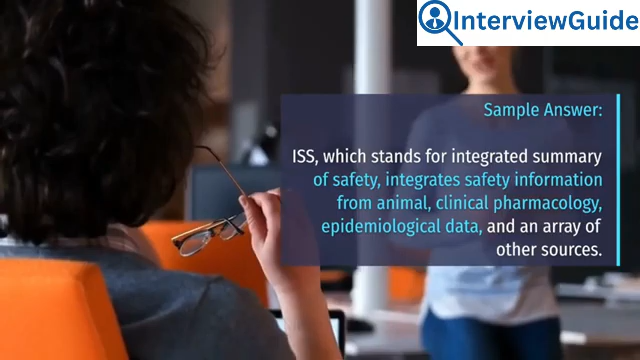 InterviewGuide
Sample Answer:
ISS, which stands for integrated summary
of safety, integrates safety information
from animal, clinical pharmacology,
epidemiological data, and an array of
other sources.